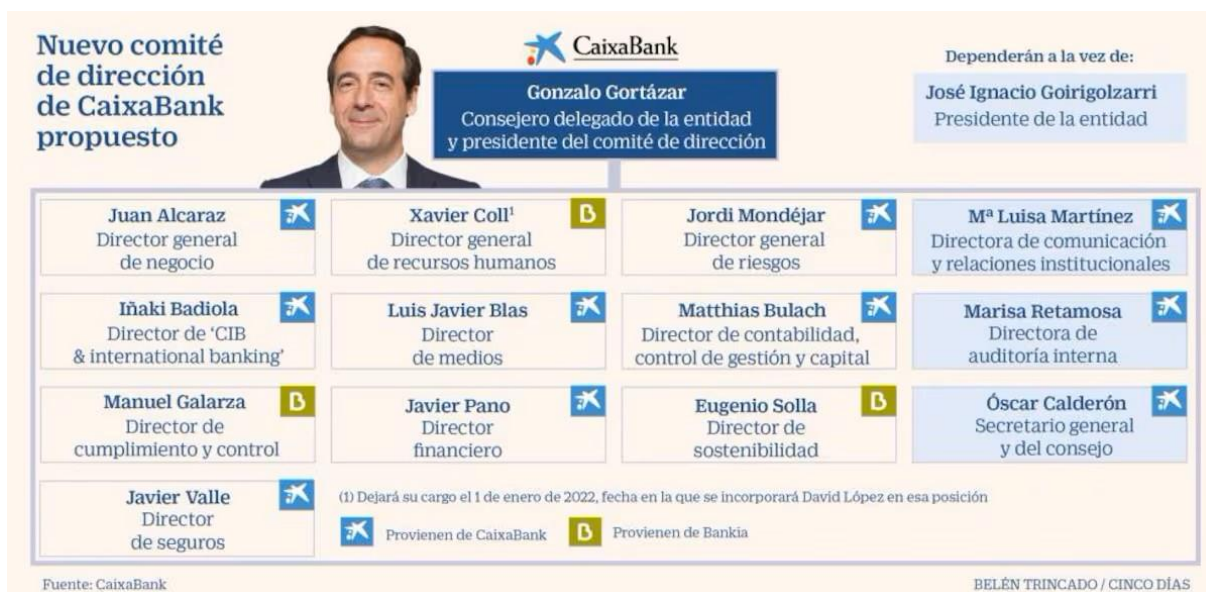 Nuevo comité
de dirección
de CaixaBank
propuesto
CaixaBank
Gonzalo Gortázar
Consejero delegado de la entidad
y presidente del comité de dirección
Dependerán a la vez de:
José Ignacio Goirigolzarri
Presidente de la entidad
Juan Alcaraz
Director general
de negocio
Xavier Coll¹
Director general
de recursos humanos
B
Jordi Mondéjar
Director general
de riesgos
Mª Luisa Martínez
Directora de comunicación
y relaciones institucionales
Iñaki Badiola
Director de ‘CIB
& international banking’
Luis Javier Blas
Director
de medios
Matthias Bulach
Director de contabilidad,
control de gestión y capital
Marisa Retamosa
Directora de
auditoría interna
Manuel Galarza
Director de
cumplimiento y control
B
Javier Pano
Director
financiero
Eugenio Solla
Director de
sostenibilidad
B
Óscar Calderón
Secretario general
y del consejo
Javier Valle
Director
de seguros
(1) Dejará su cargo el 1 de enero de 2022, fecha en la que se incorporará David López en esa posición
Provienen de CaixaBank
B Provienen de Bankia
Fuente: CaixaBank
BELÉN TRINCADO / CINCO DÍAS